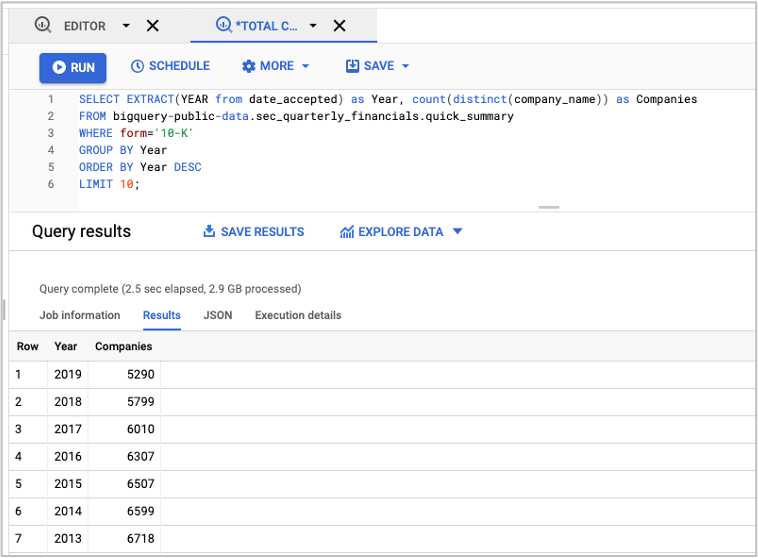 EDITOR *TOTAL C...
RUN SCHEDULE MORE SAVE
1 SELECT EXTRACT(YEAR from date_accepted) as Year, count(distinct(company_name)) as Companies
2 FROM bigquery-public-data.sec_quarterly_financials.quick_summary
3 WHERE form='10-K'
4 GROUP BY Year
5 ORDER BY Year DESC
6 LIMIT 10;
Query results SAVE RESULTS EXPLORE DATA
Query complete (2.5 sec elapsed, 2.9 GB processed)
Job information Results JSON Execution details
Row Year Companies
1 2019 5290
2 2018 5799
3 2017 6010
4 2016 6307
5 2015 6507
6 2014 6599
7 2013 6718